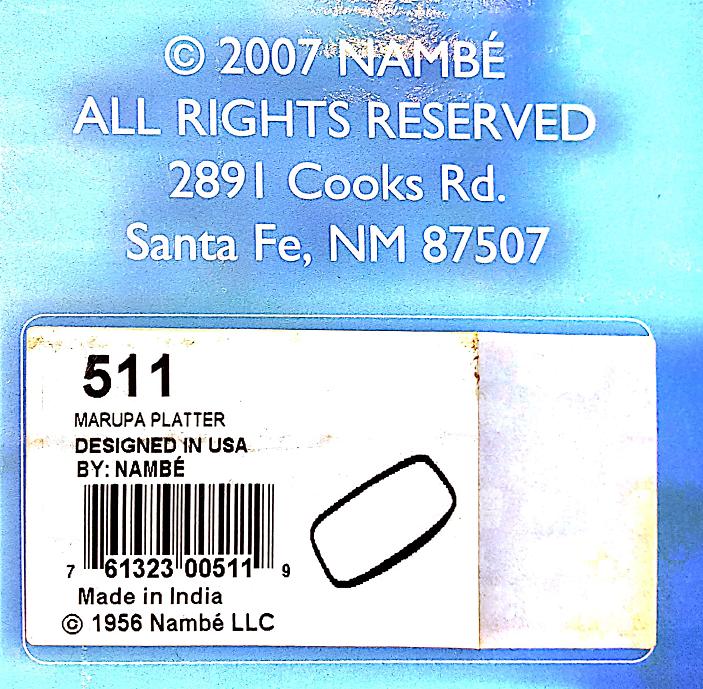 © 2007 NAMBÉ
ALL RIGHTS RESERVED
2891 Cooks Rd.
Santa Fe, NM 87507
511
MARUPA PLATTER
DESIGNED IN USA
BY: NAMBÉ
7 61323 00511 9
Made in India
© 1956 Nambé LLC